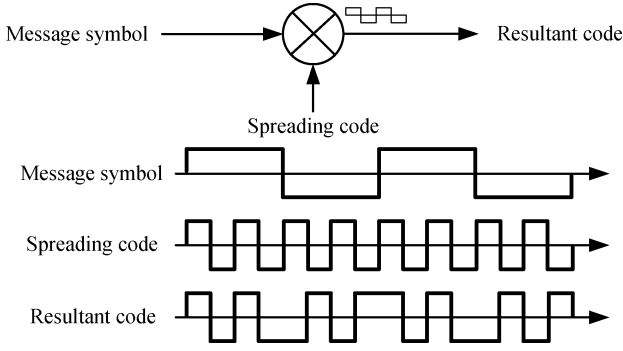 Message symbol
Resultant code
Spreading code
Message symbol
Spreading code
Resultant code